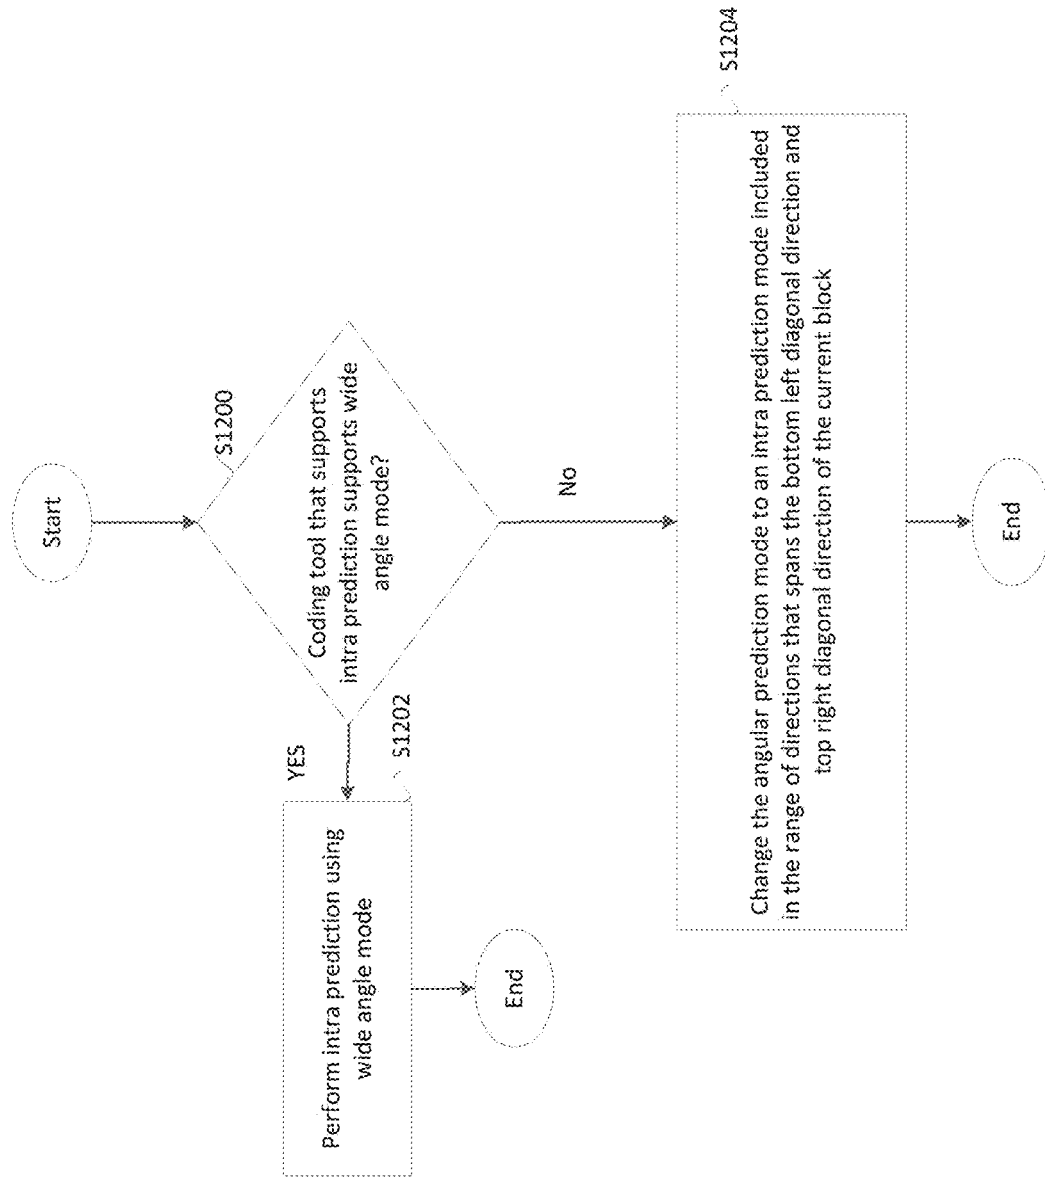 Start
S1200
Coding tool that supports
intra prediction supports wide
angle mode?
YES
S1202
Perform intra prediction using
wide angle mode
End
No
S1204
Change the angular prediction mode to an intra prediction mode included
in the range of directions that spans the bottom left diagonal direction and
top right diagonal direction of the current block
End